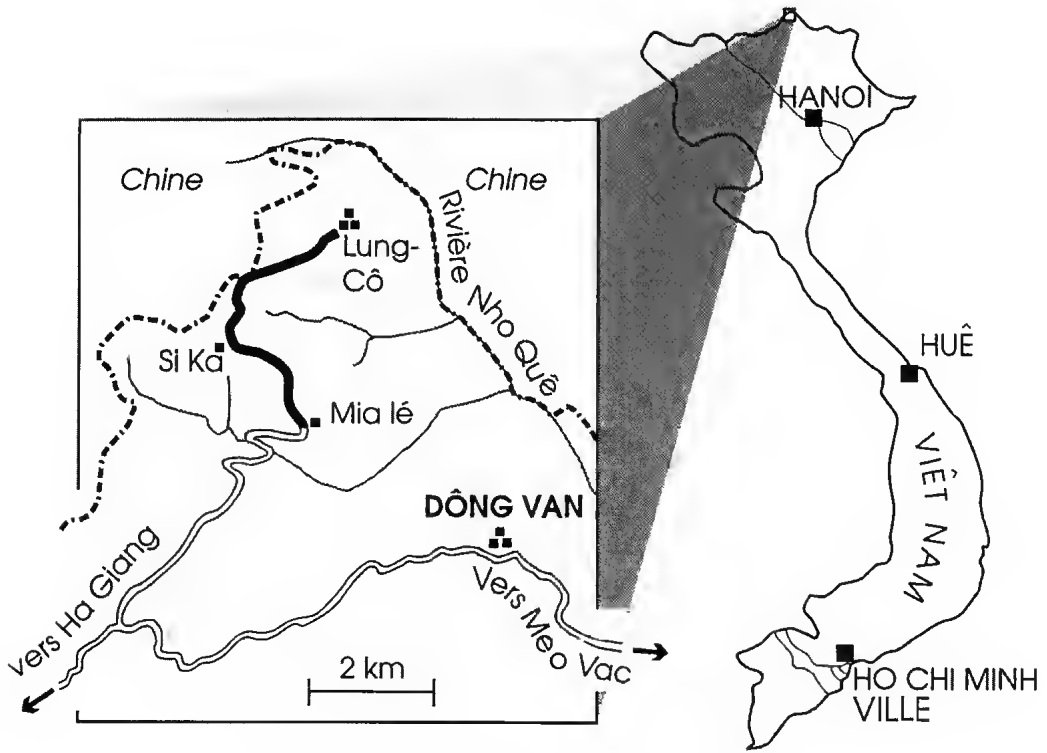 Chine
Chine
Rivière
Nho Quê
Lung-
Cô
Si Ka
Mia lé
DÔNG VAN
Vers Meo Vac
vers Ha Giang
2 km
HANOI
HUÊ
VIÊT NAM
HO CHI MINH
VILLE